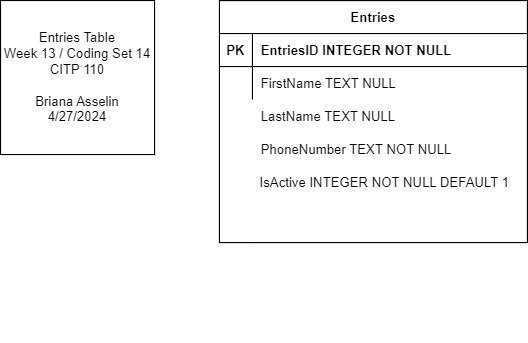 Entries Table
Week 13 / Coding Set 14
CITP 110
Briana Asselin
4/27/2024
Entries
PK EntriesID INTEGER NOT NULL
FirstName TEXT NULL
LastName TEXT NULL
PhoneNumber TEXT NOT NULL
IsActive INTEGER NOT NULL DEFAULT 1